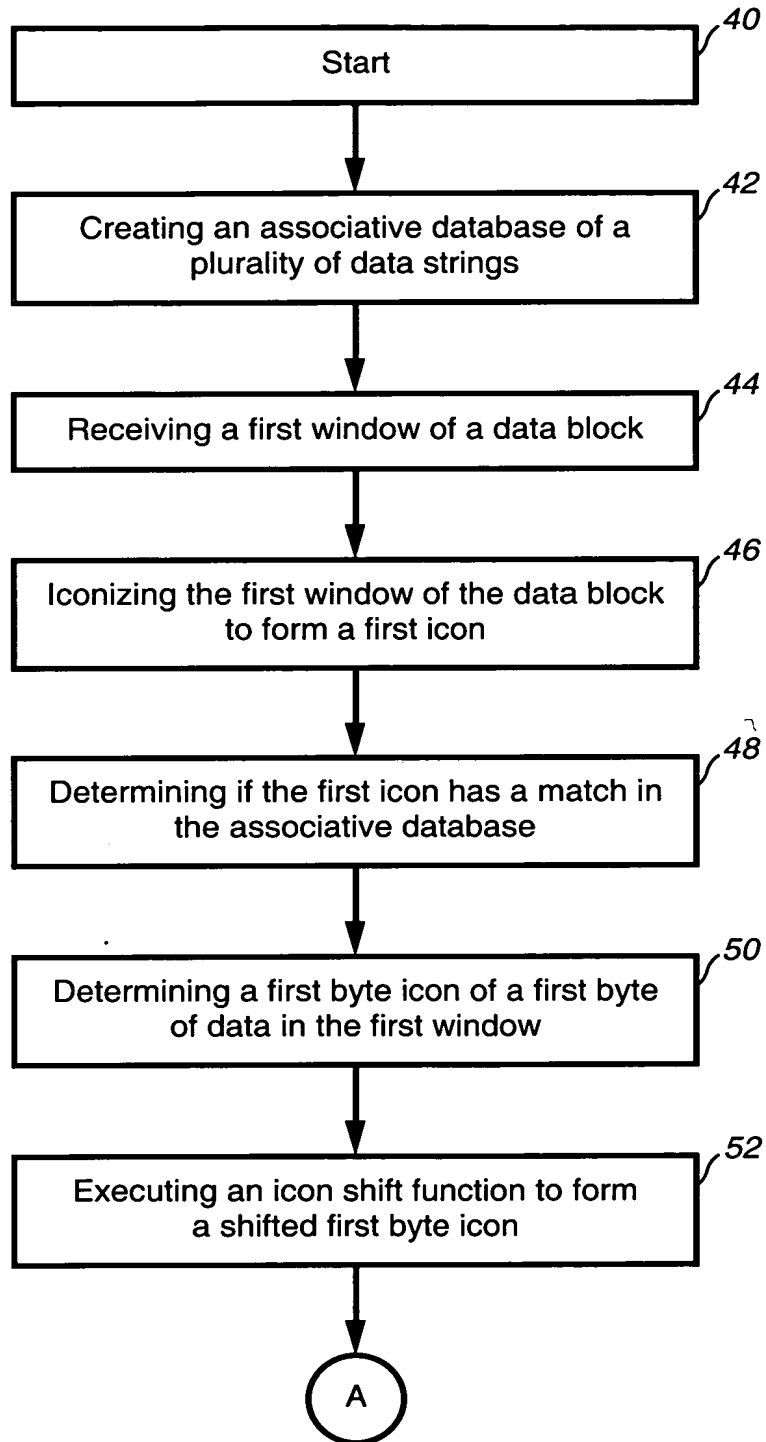 40
Start
42
Creating an associative database of a
plurality of data strings
44
Receiving a first window of a data block
46
Iconizing the first window of the data block
to form a first icon
48
Determining if the first icon has a match in
the associative database
50
Determining a first byte icon of a first byte
of data in the first window
52
Executing an icon shift function to form
a shifted first byte icon
A